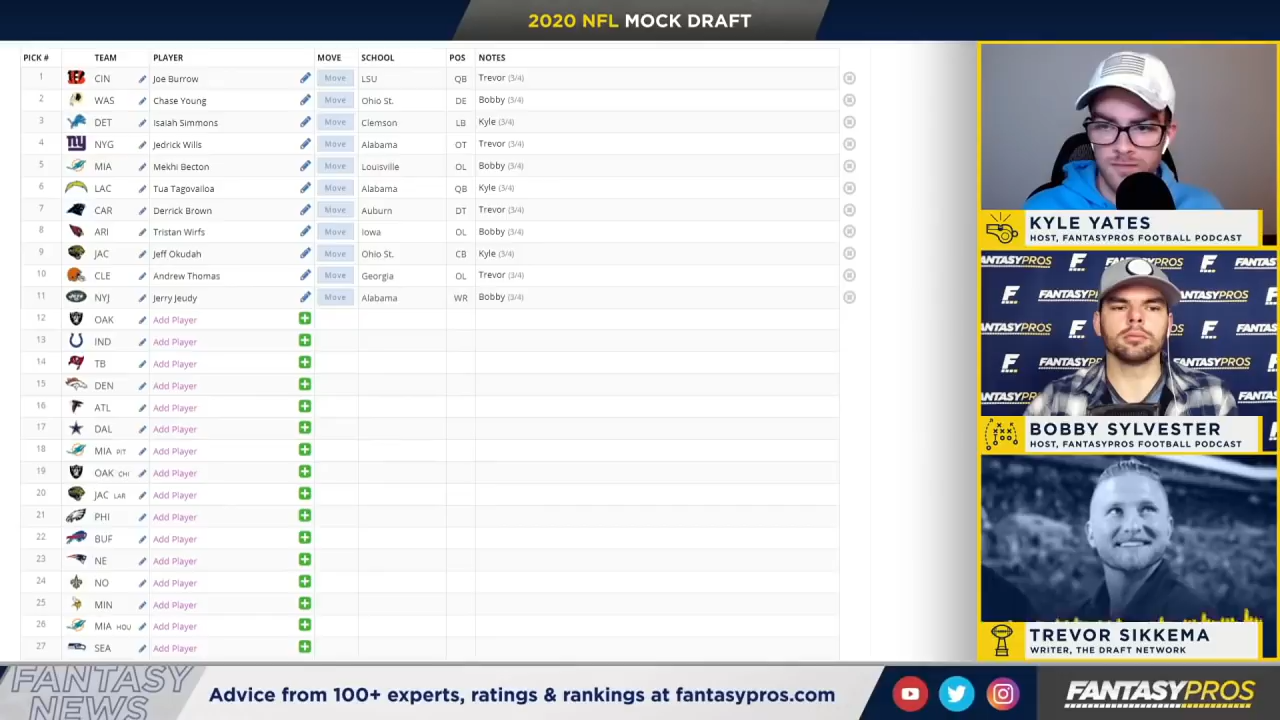 2020 NFL MOCK DRAFT
PICK # TEAM PLAYER MOVE SCHOOL POS NOTES
1 CIN Joe Burrow Move LSU QB Trevor (3/4)
2 WAS Chase Young Move Ohio St. DE Bobby (3/4)
3 DET Isaiah Simmons Move Clemson LB Kyle (3/4)
4 NYG Jedrick Wills Move Alabama OT Trevor (3/4)
5 MIA Mekhi Becton Move Louisville OL Bobby (3/4)
6 LAC Tua Tagovailoa Move Alabama QB Kyle (3/4)
7 CAR Derrick Brown Move Auburn DT Trevor (3/4)
8 ARI Tristan Wirfs Move Iowa OL Bobby (3/4)
9 JAC Jeff Okudah Move Ohio St. CB Kyle (3/4)
10 CLE Andrew Thomas Move Georgia OL Trevor (3/4)
11 NYJ Jerry Jeudy Move Alabama WR Bobby (3/4)
12 OAK Add Player
13 IND Add Player
14 TB Add Player
15 DEN Add Player
16 ATL Add Player
17 DAL Add Player
18 MIA PIT Add Player
19 OAK CHI Add Player
20 JAC LAR Add Player
21 PHI Add Player
22 BUF Add Player
23 NE Add Player
24 NO Add Player
25 MIN Add Player
26 MIA HOU Add Player
27 SEA Add Player
KYLE YATES
HOST, FANTASYPROS FOOTBALL PODCAST
BOBBY SYLVESTER
HOST, FANTASYPROS FOOTBALL PODCAST
TREVOR SIKKEMA
WRITER, THE DRAFT NETWORK
FANTASY
NEWS
Advice from 100+ experts, ratings & rankings at fantasypros.com
FANTASYPROS